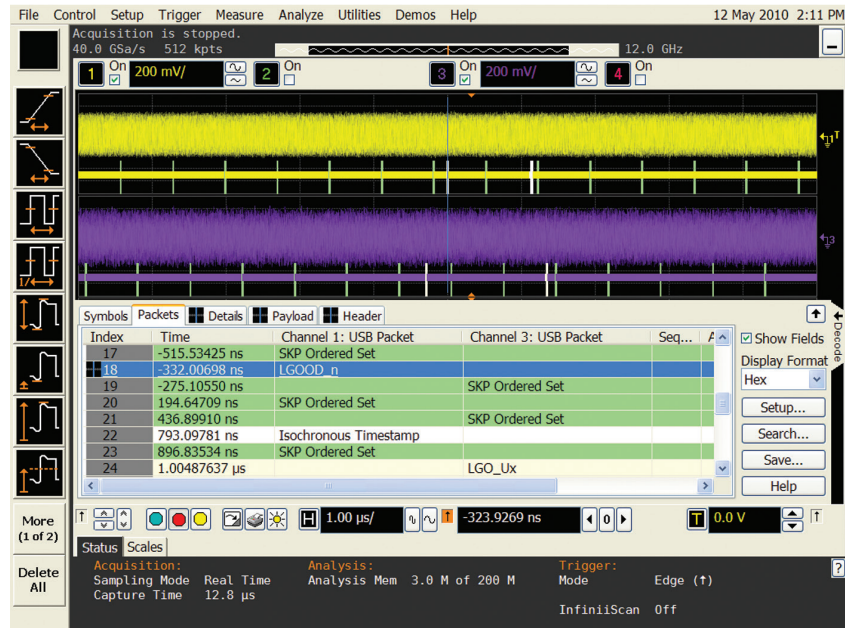 File Control Setup Trigger Measure Analyze Utilities Demos Help 12 May 2010 2:11 PM
Acquisition is stopped.
40.0 GSa/s 512 kpts 12.0 GHz
1 On 200 mV/ 2 On 3 On 200 mV/ 4 On
1 T
3
Symbols Packets Details Payload Header
Index Time Channel 1: USB Packet Channel 3: USB Packet Seq... A
17 -515.53425 ns SKP Ordered Set
18 -332.00698 ns LGOOD_n
19 -275.10550 ns SKP Ordered Set
20 194.64709 ns SKP Ordered Set
21 436.89910 ns SKP Ordered Set
22 793.09781 ns Isochronous Timestamp
23 896.83534 ns SKP Ordered Set
24 1.00487637 µs LGO_Ux
Decode
Show Fields
Display Format
Hex
Setup...
Search...
Save...
Help
1/
More
(1 of 2)
Delete
All
H 1.00 µs/ -323.9269 ns 0 T 0.0 V
Status Scales
Acquisition: Analysis: Trigger:
Sampling Mode Real Time Analysis Mem 3.0 M of 200 M Mode Edge (↑)
Capture Time 12.8 µs
InfiniiScan Off
?